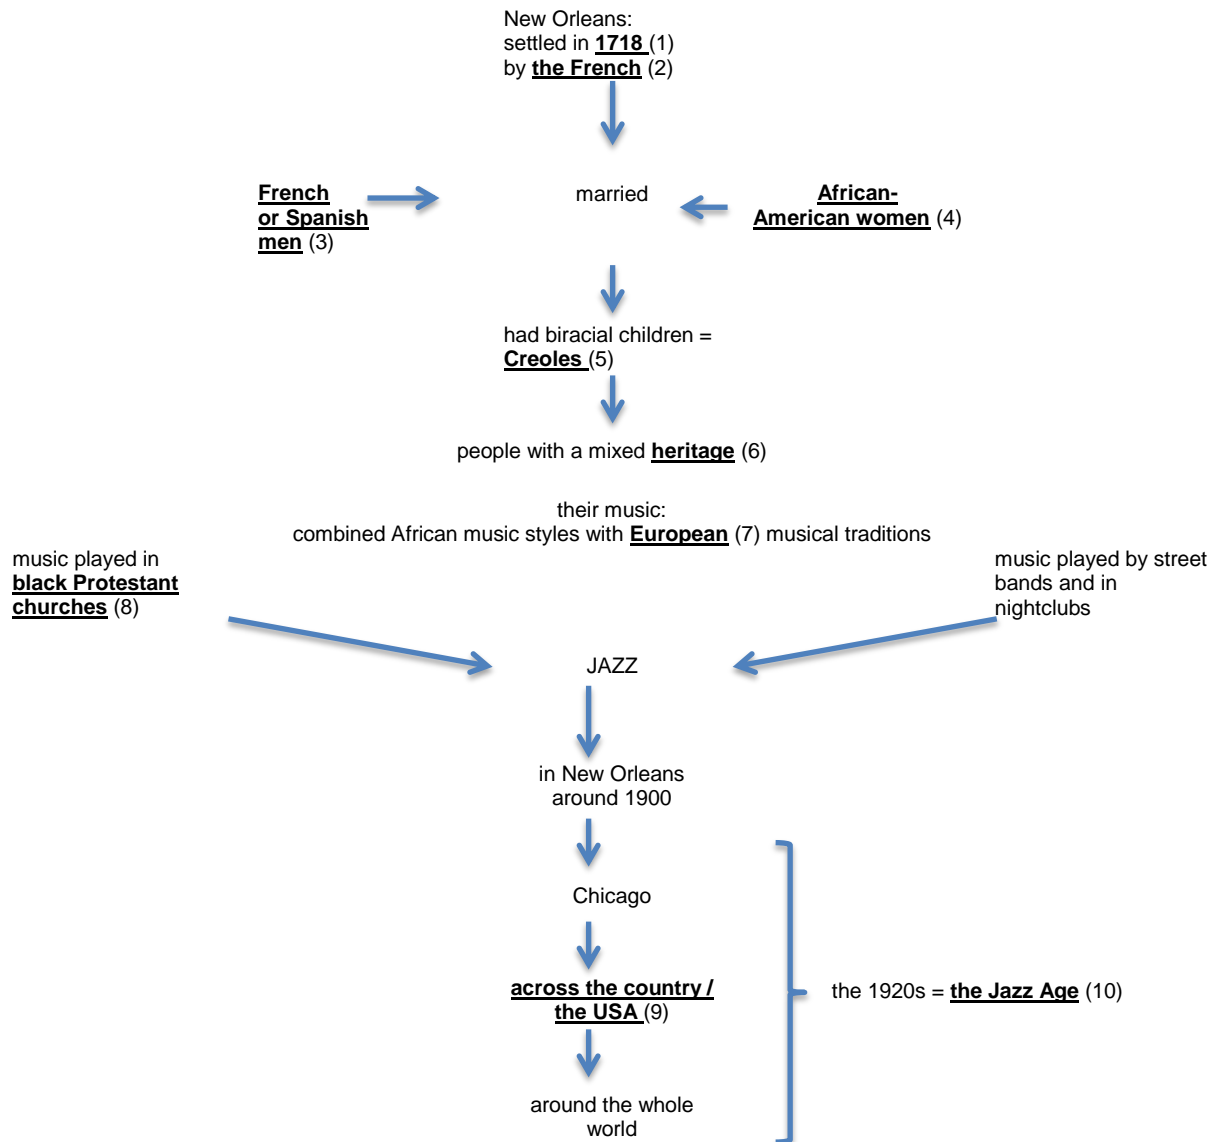 New Orleans:
settled in 1718 (1)
by the French (2)
French
or Spanish
men (3)
married
African-
American women (4)
had biracial children =
Creoles (5)
people with a mixed heritage (6)
their music:
combined African music styles with European (7) musical traditions
music played in
black Protestant
churches (8)
music played by street
bands and in
nightclubs
JAZZ
in New Orleans
around 1900
Chicago
across the country /
the USA (9)
the 1920s = the Jazz Age (10)
around the whole
world